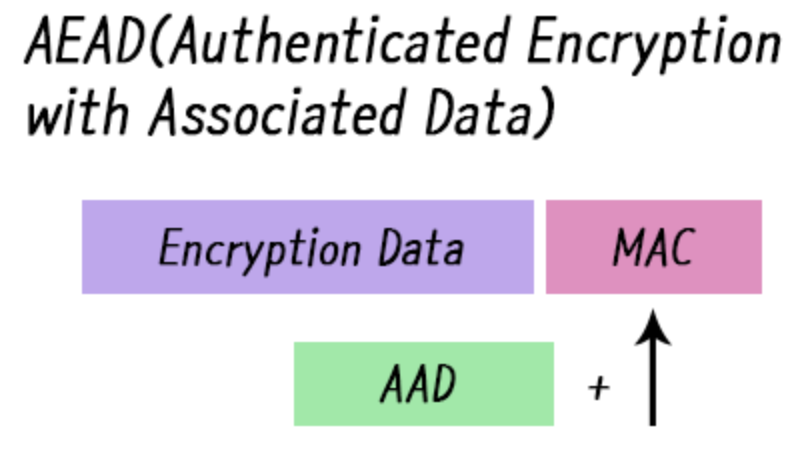 AEAD(Authenticated Encryption
with Associated Data)
Encryption Data
MAC
AAD
+